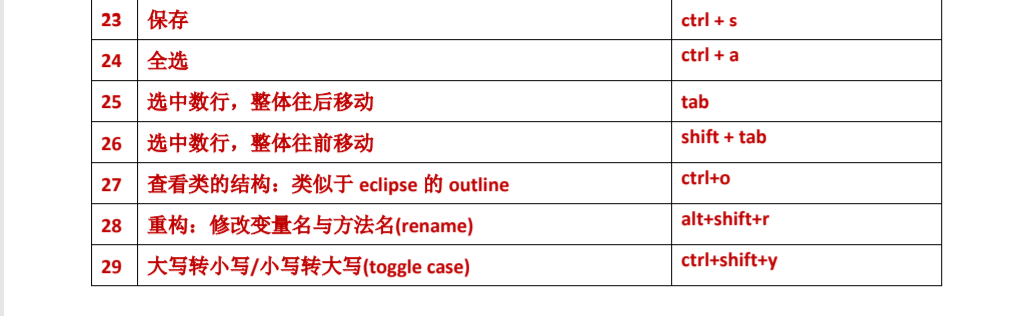 23 保存 ctrl + s
24 全选 ctrl + a
25 选中数行，整体往后移动 tab
26 选中数行，整体往前移动 shift + tab
27 查看类的结构：类似于 eclipse 的 outline ctrl+o
28 重构：修改变量名与方法名(rename) alt+shift+r
29 大写转小写/小写转大写(toggle case) ctrl+shift+y